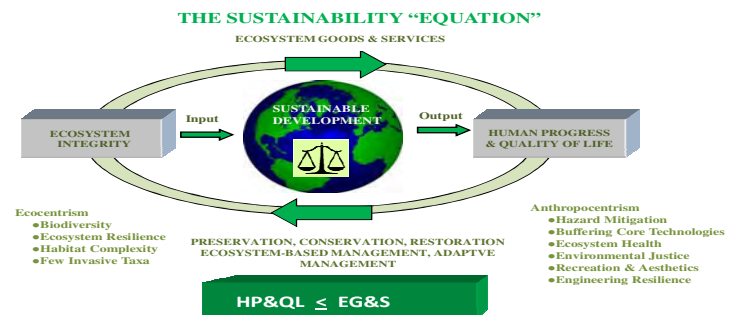 THE SUSTAINABILITY “EQUATION”
ECOSYSTEM GOODS & SERVICES
SUSTAINABLE
DEVELOPMENT
Input
Output
ECOSYSTEM
INTEGRITY
HUMAN PROGRESS
& QUALITY OF LIFE
Ecocentrism
●Biodiversity
●Ecosystem Resilience
●Habitat Complexity
●Few Invasive Taxa
PRESERVATION, CONSERVATION, RESTORATION
ECOSYSTEM-BASED MANAGEMENT, ADAPTVE
MANAGEMENT
Anthropocentrism
●Hazard Mitigation
●Buffering Core Technologies
●Ecosystem Health
●Environmental Justice
●Recreation & Aesthetics
●Engineering Resilience
HP&QL ≤ EG&S